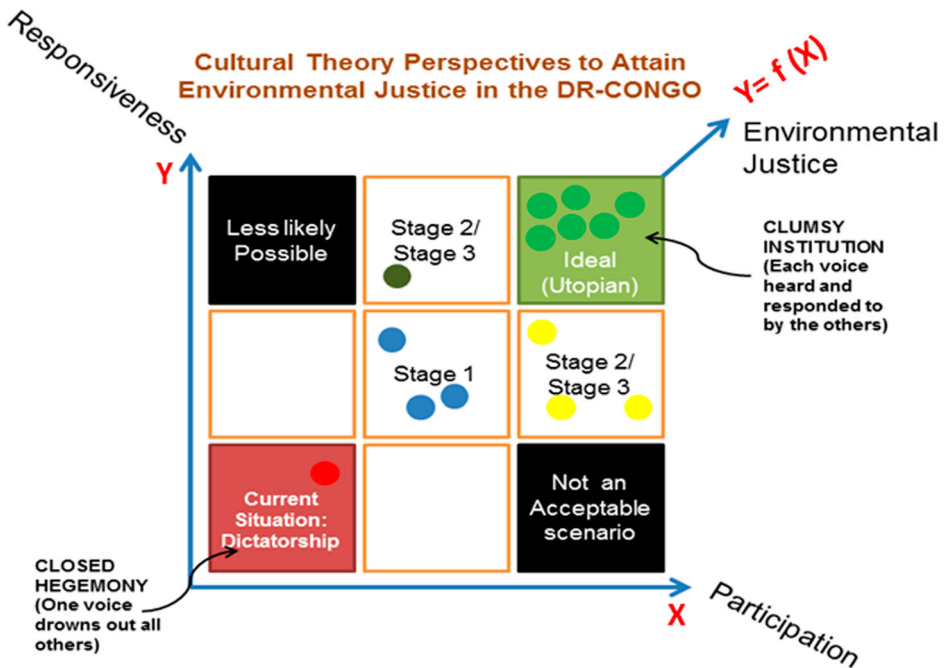 Responsiveness
Cultural Theory Perspectives to Attain
Environmental Justice in the DR-CONGO
Y= f (X)
Environmental
Justice
Y
Less likely
Possible
Stage 2/
Stage 3
Ideal
(Utopian)
CLUMSY
INSTITUTION
(Each voice
heard and
responded to
by the others)
Stage 1
Stage 2/
Stage 3
Current
Situation:
Dictatorship
Not an
Acceptable
scenario
CLOSED
HEGEMONY
(One voice
drowns out all
others)
X
Participation